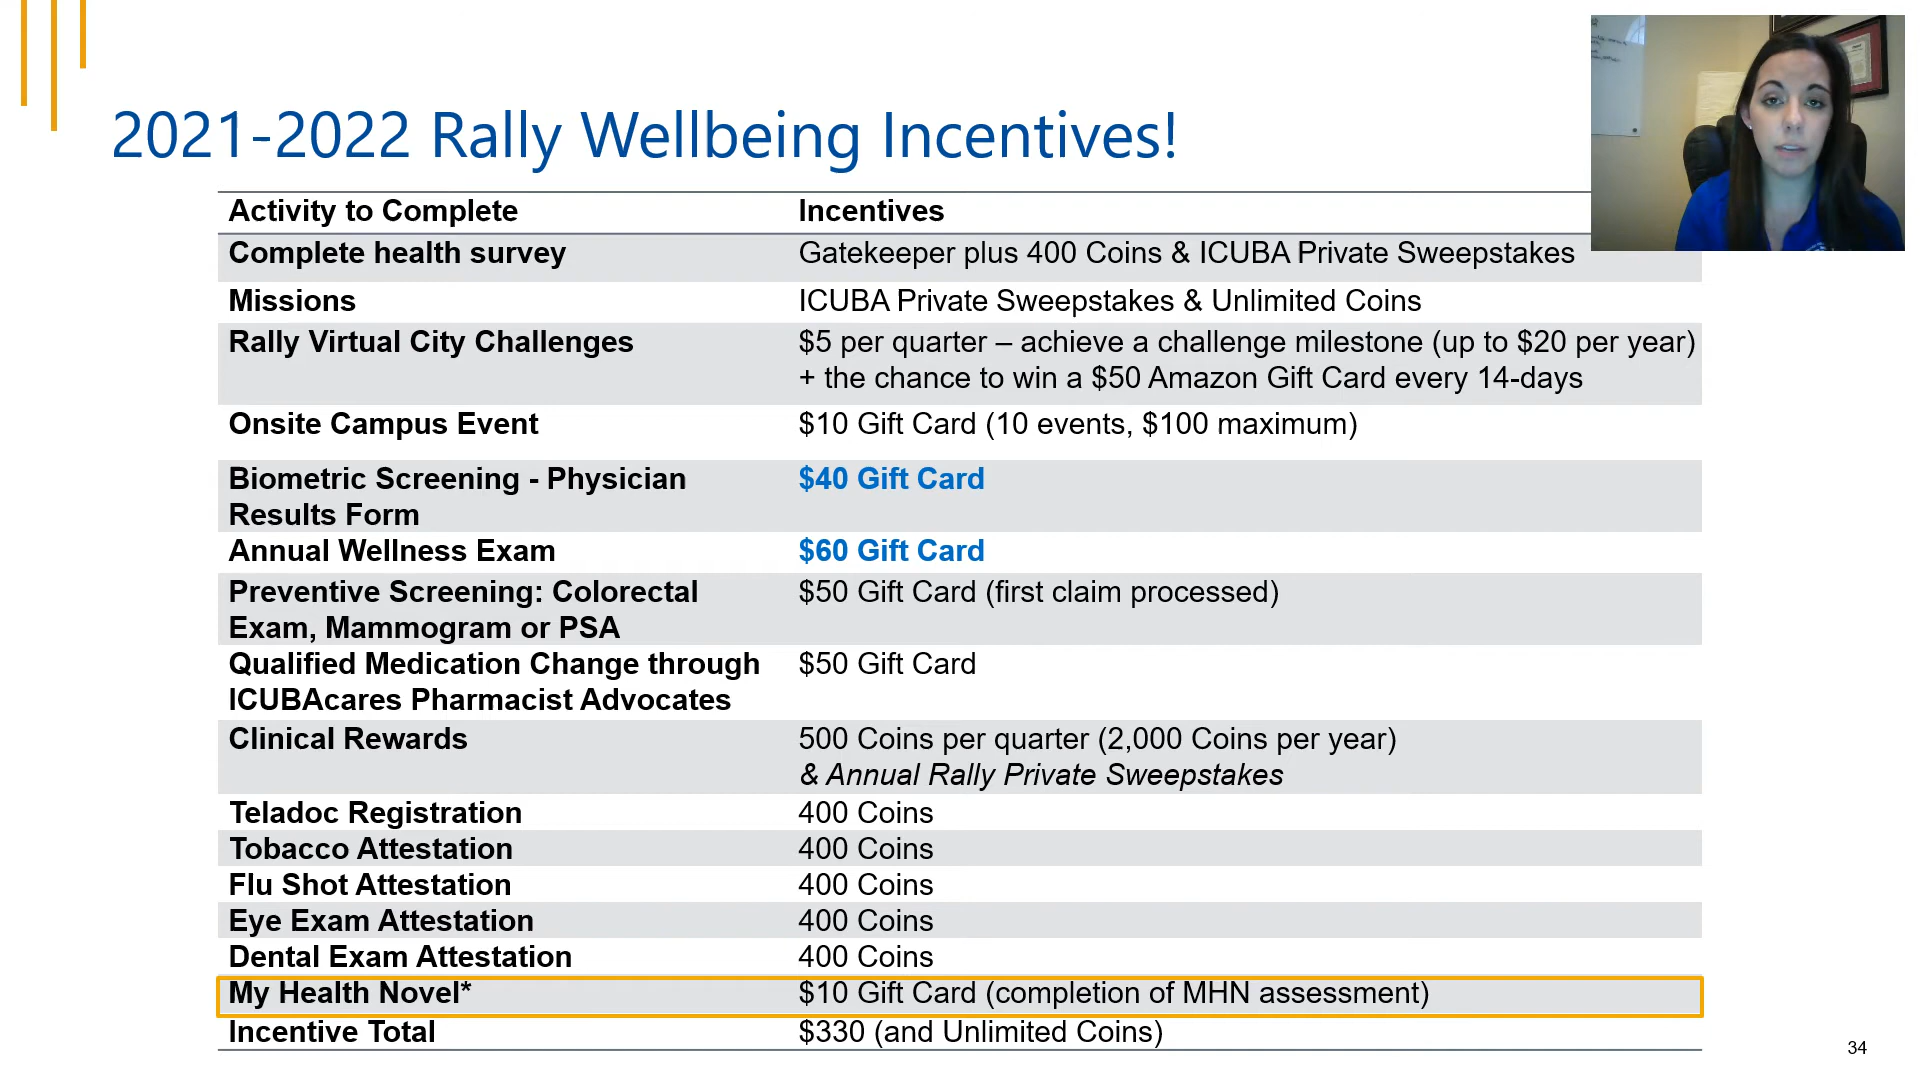 2021-2022 Rally Wellbeing Incentives!
Activity to Complete Incentives
Complete health survey Gatekeeper plus 400 Coins & ICUBA Private Sweepstakes
Missions ICUBA Private Sweepstakes & Unlimited Coins
Rally Virtual City Challenges $5 per quarter – achieve a challenge milestone (up to $20 per year)
+ the chance to win a $50 Amazon Gift Card every 14-days
Onsite Campus Event $10 Gift Card (10 events, $100 maximum)
Biometric Screening - Physician $40 Gift Card
Results Form
Annual Wellness Exam $60 Gift Card
Preventive Screening: Colorectal $50 Gift Card (first claim processed)
Exam, Mammogram or PSA
Qualified Medication Change through $50 Gift Card
ICUBAcares Pharmacist Advocates
Clinical Rewards 500 Coins per quarter (2,000 Coins per year)
& Annual Rally Private Sweepstakes
Teladoc Registration 400 Coins
Tobacco Attestation 400 Coins
Flu Shot Attestation 400 Coins
Eye Exam Attestation 400 Coins
Dental Exam Attestation 400 Coins
My Health Novel* $10 Gift Card (completion of MHN assessment)
Incentive Total $330 (and Unlimited Coins)
34